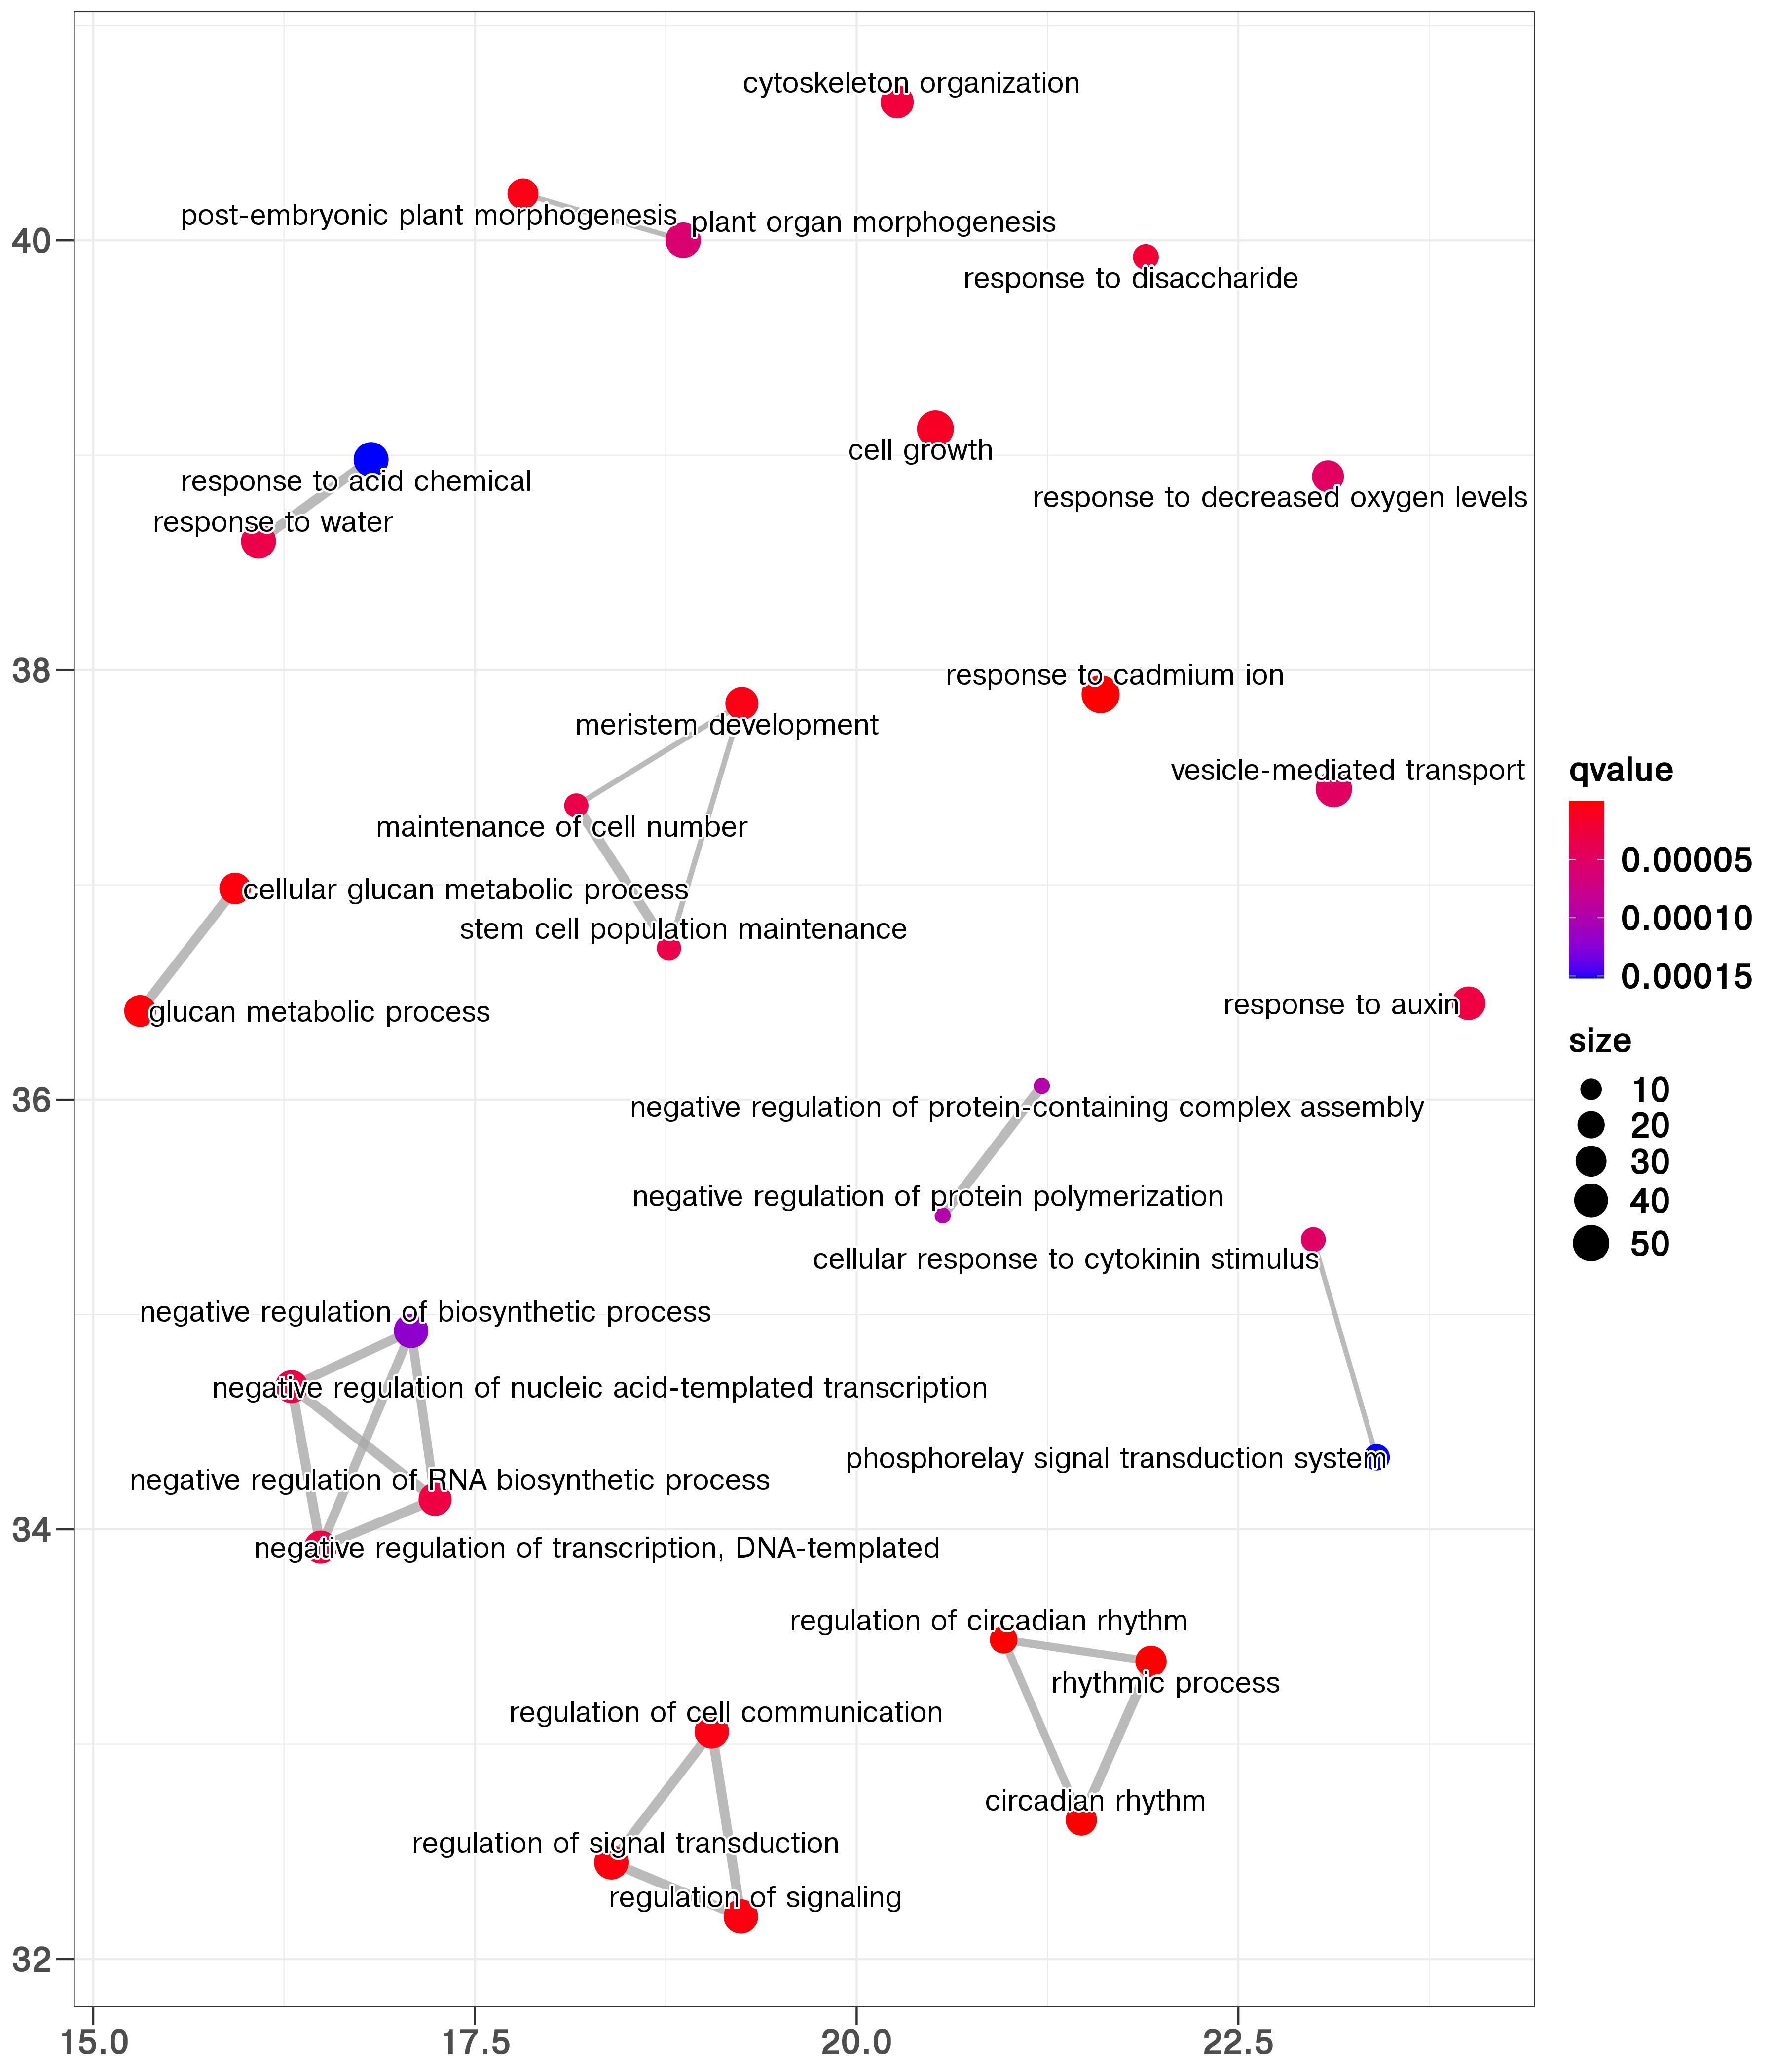 cytoskeleton organization
post-embryonic plant morphogenesis
plant organ morphogenesis
40
response to disaccharide
cell growth
response to acid chemical
response to decreased oxygen levels
response to water
38
response to cadmium ion
meristem development
vesicle-mediated transport
maintenance of cell number
cellular glucan metabolic process
stem cell population maintenance
response to auxin
glucan metabolic process
36
negative regulation of protein-containing complex assembly
negative regulation of protein polymerization
cellular response to cytokinin stimulus
negative regulation of biosynthetic process
negative regulation of nucleic acid-templated transcription
phosphorelay signal transduction system
negative regulation of RNA biosynthetic process
34
negative regulation of transcription, DNA-templated
regulation of circadian rhythm
rhythmic process
regulation of cell communication
circadian rhythm
regulation of signal transduction
regulation of signaling
32
15.0 17.5 20.0 22.5
qvalue
0.00005
0.00010
0.00015
size
10
20
30
40
50